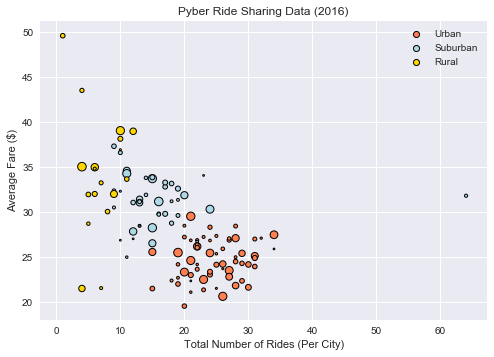 Pyber Ride Sharing Data (2016)
Urban
Suburban
Rural
Average Fare ($)
50
45
40
35
30
25
20
0 10 20 30 40 50 60
Total Number of Rides (Per City)